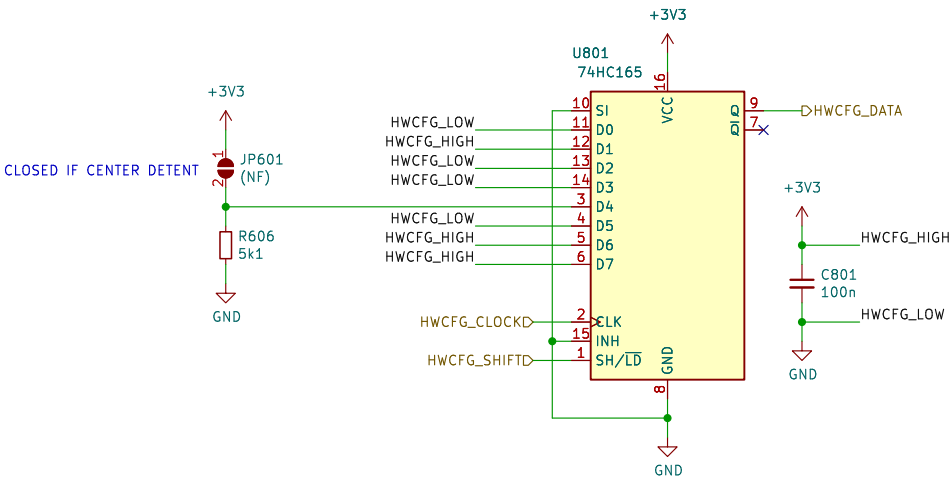 +3V3
U801
74HC165
16
VCC
+3V3
10 SI
9 Q
HWCFG_DATA
HWCFG_LOW 11 D0
7 Q
HWCFG_HIGH 12 D1
1
JP601
(NF)
2
CLOSED IF CENTER DETENT
HWCFG_LOW 13 D2
HWCFG_LOW 14 D3
+3V3
3 D4
HWCFG_LOW 4 D5
R606
5k1
HWCFG_HIGH 5 D6
HWCFG_HIGH
HWCFG_HIGH 6 D7
C801
100n
GND
HWCFG_LOW
HWCFG_CLOCK 2 CLK
15 INH
HWCFG_SHIFT 1 SH/LD
GND
GND
8
GND